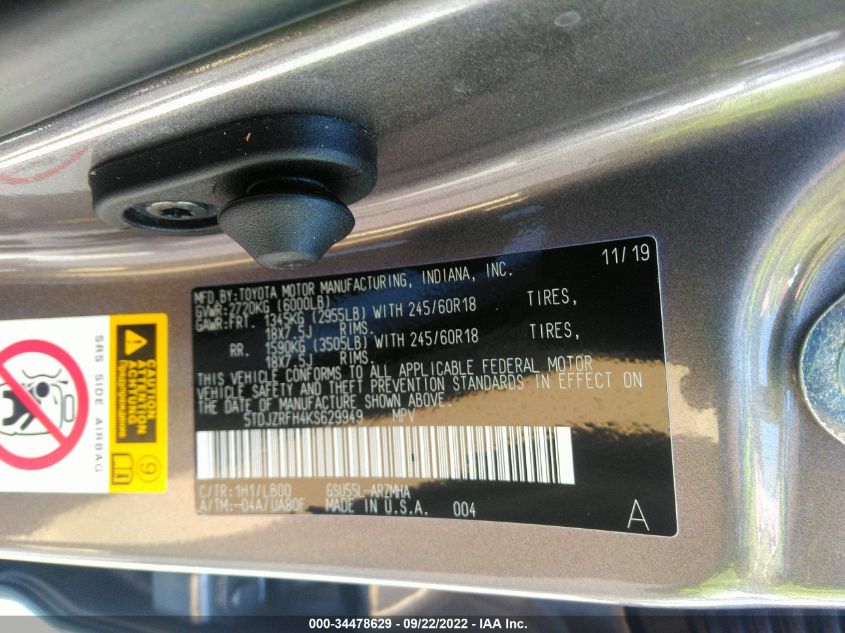 11/19
MFD.BY:TOYOTA MOTOR MANUFACTURING, INDIANA, INC.
GVWR:2720KG (6000LB)
GAWR:FRT. 1345KG (2955LB) WITH 245/60R18 TIRES,
18X7.5J RIMS.
RR. 1590KG (3505LB) WITH 245/60R18 TIRES,
18X7.5J RIMS.
THIS VEHICLE CONFORMS TO ALL APPLICABLE FEDERAL MOTOR
VEHICLE SAFETY AND THEFT PREVENTION STANDARDS IN EFFECT ON
THE DATE OF MANUFACTURE SHOWN ABOVE.
5TDJZRFH4KS629949 MPV
C/TR:1H1/LB00 GSU55L-ARZMHA
A/TM:-04A/UA80F MADE IN U.S.A. 004
A
SRS SIDE AIRBAG
CAUTION
ATTENTION
ACHTUNG
Предупреждение
9
000-34478629 - 09/22/2022 - IAA Inc.